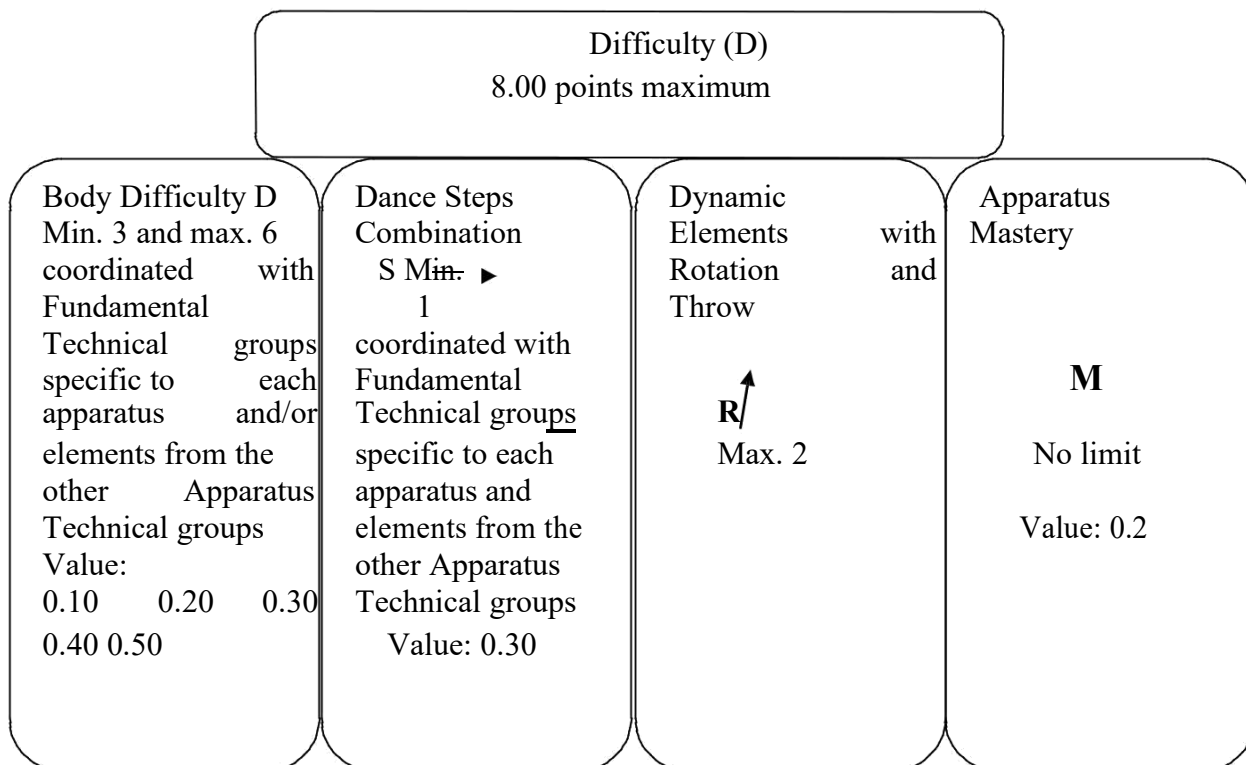 Difficulty (D)
8.00 points maximum
Body Difficulty D
Min. 3 and max. 6
coordinated with
Fundamental
Technical groups
specific to each
apparatus and/or
elements from the
other Apparatus
Technical groups
Value:
0.10 0.20 0.30
0.40 0.50
Dance Steps
Combination
S Min.
1
coordinated with
Fundamental
Technical groups
specific to each
apparatus and
elements from the
other Apparatus
Technical groups
Value: 0.30
Dynamic
Elements with
Rotation and
Throw
R
Max. 2
Apparatus
Mastery
M
No limit
Value: 0.2